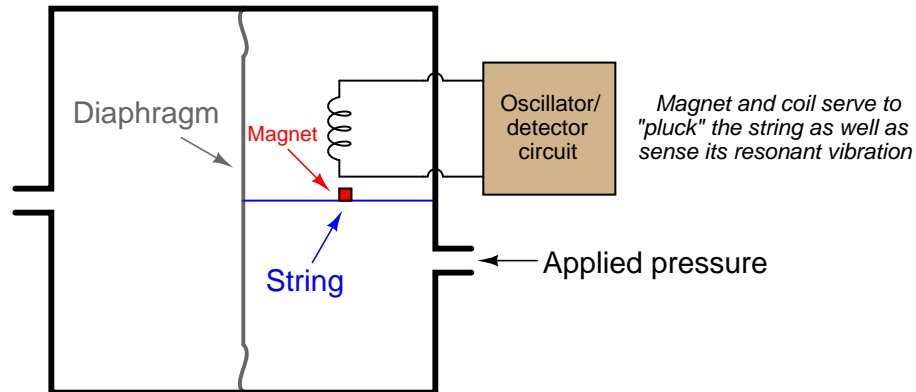 Diaphragm
Magnet
String
Oscillator/
detector
circuit
Magnet and coil serve to
"pluck" the string as well as
sense its resonant vibration
Applied pressure